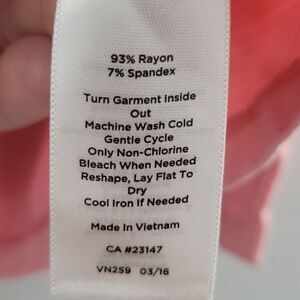 93% Rayon
7% Spandex
Turn Garment Inside
Out
Machine Wash Cold
Gentle Cycle
Only Non-Chlorine
Bleach When Needed
Reshape, Lay Flat To
Dry
Cool Iron If Needed
Made In Vietnam
CA #23147
VN259 03/16